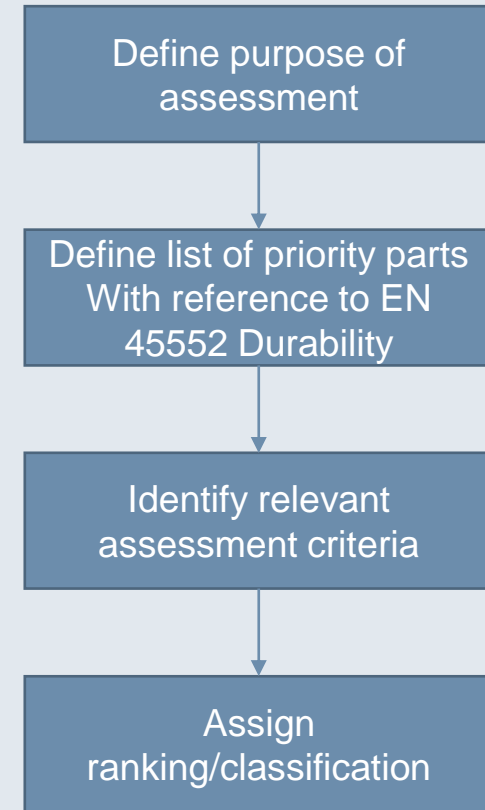 Define purpose of
assessment
Define list of priority parts
With reference to EN
45552 Durability
Identify relevant
assessment criteria
Assign
ranking/classification